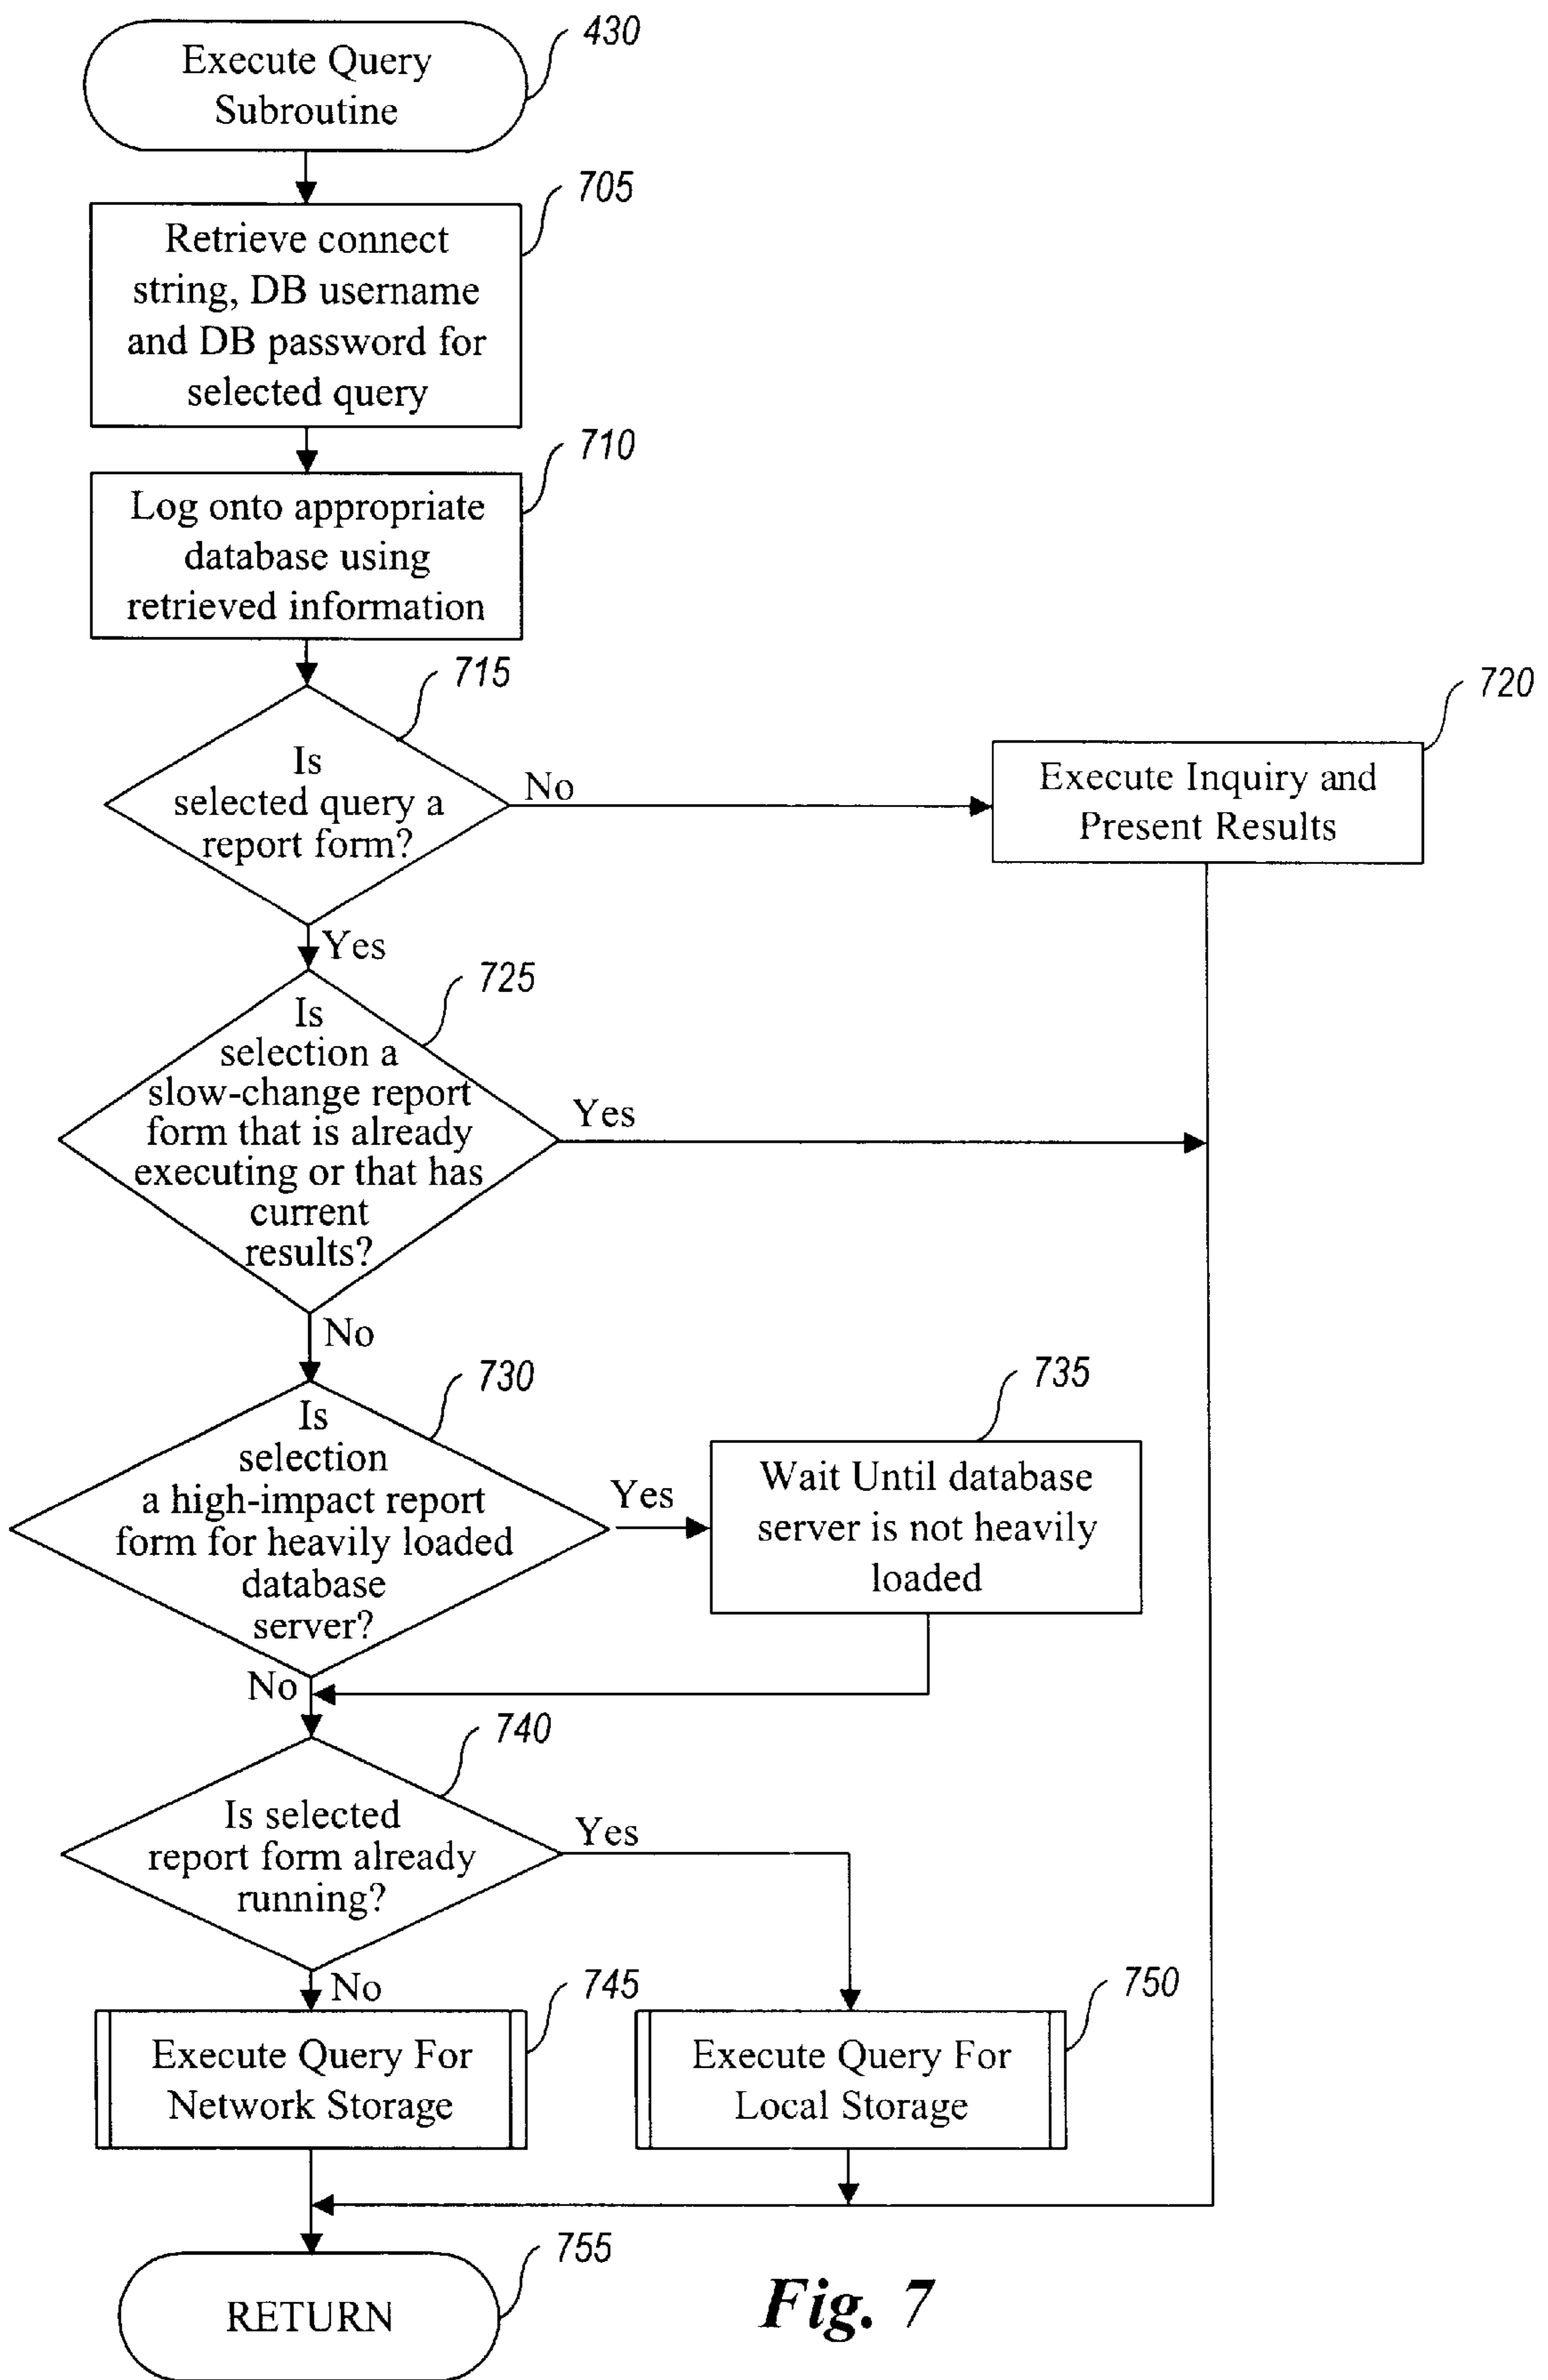 430
Execute Query
Subroutine
705
Retrieve connect
string, DB username
and DB password for
selected query
710
Log onto appropriate
database using
retrieved information
715
Is
selected query a
report form?
No
720
Execute Inquiry and
Present Results
Yes
725
Is
selection a
slow-change report
form that is already
executing or that has
current
results?
Yes
No
730
Is
selection
a high-impact report
form for heavily loaded
database
server?
Yes
735
Wait Until database
server is not heavily
loaded
No
740
Is selected
report form already
running?
Yes
No
745
Execute Query For
Network Storage
750
Execute Query For
Local Storage
755
RETURN
Fig. 7